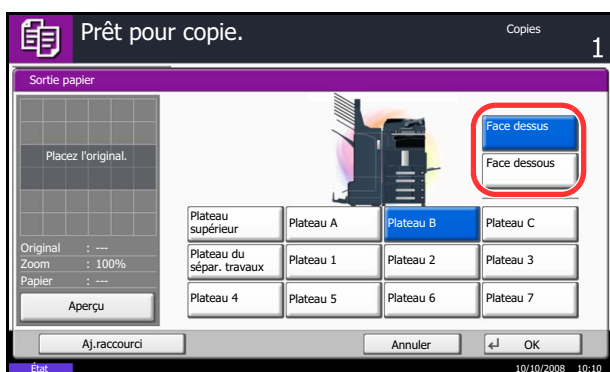 Prêt pour copie.
Copies
1
Sortie papier
Placez l'original.
Face dessus
Face dessous
Plateau supérieur
Plateau A
Plateau B
Plateau C
Plateau du sépar. travaux
Plateau 1
Plateau 2
Plateau 3
Plateau 4
Plateau 5
Plateau 6
Plateau 7
Original : ---
Zoom : 100%
Papier : ---
Aperçu
Aj.raccourci
Annuler
OK
État
10/10/2008 10:10